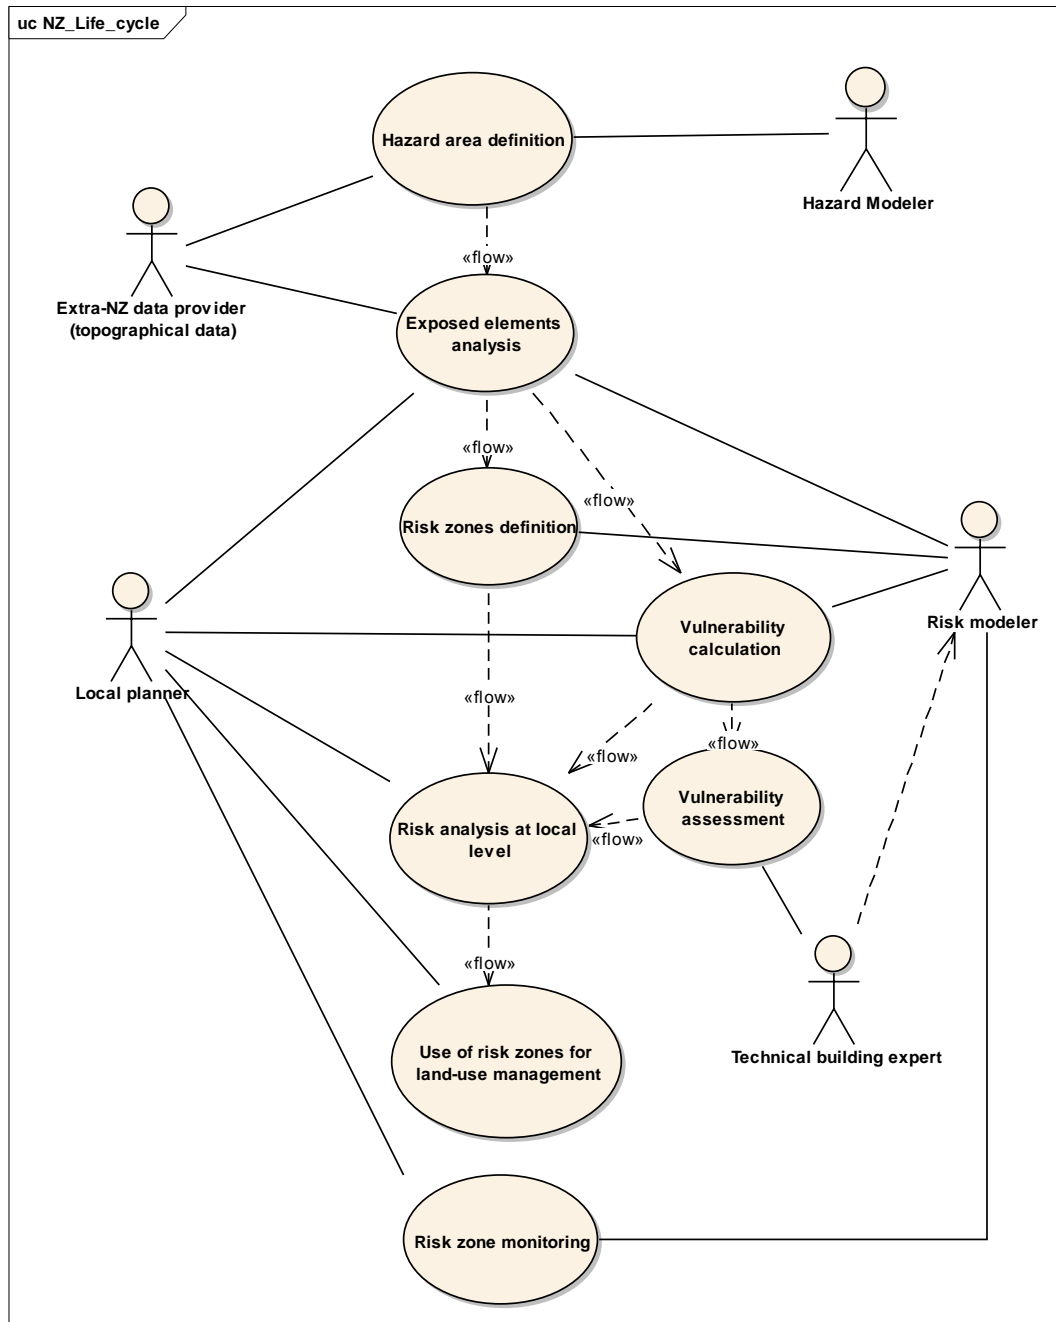 uc NZ_Life_cycle
Hazard area definition
Hazard Modeler
«flow»
Extra-NZ data provider
(topographical data)
Exposed elements
analysis
«flow»
«flow»
Risk zones definition
Risk modeler
Vulnerability
calculation
Local planner
«flow»
«flow»
«flow»
Vulnerability
assessment
Risk analysis at local
level
«flow»
«flow»
Use of risk zones for
land-use management
Technical building expert
Risk zone monitoring